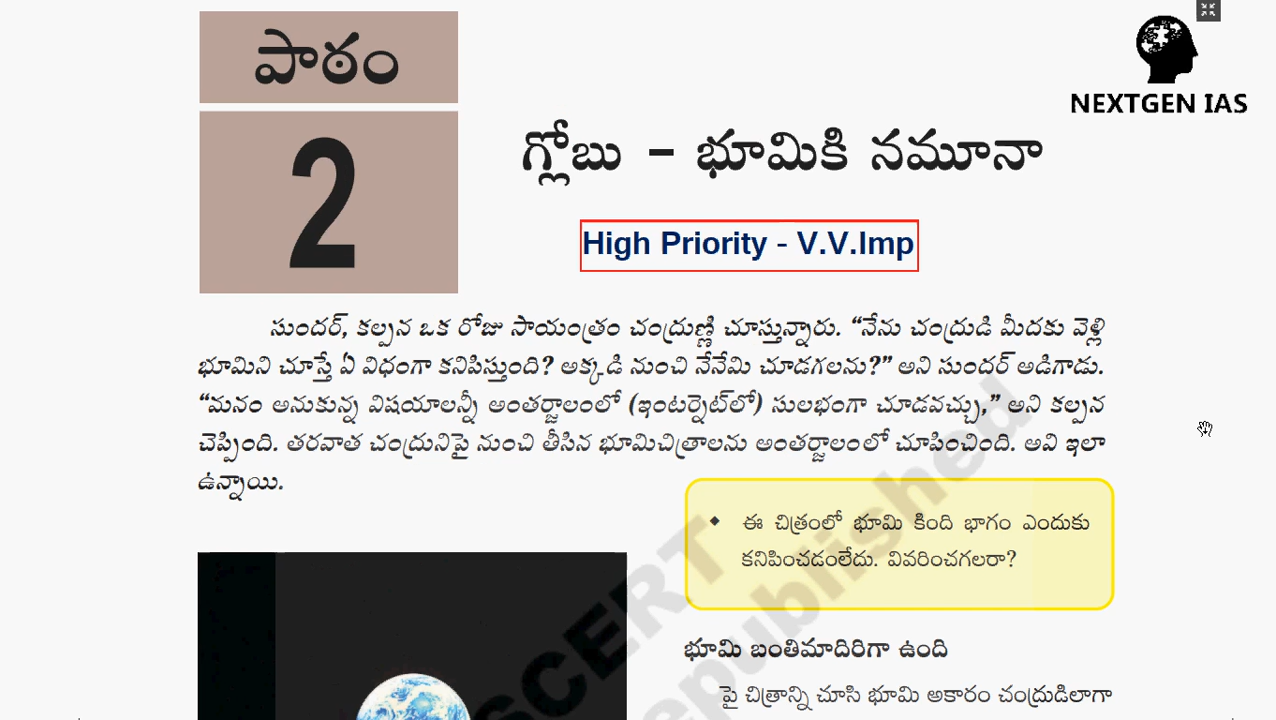 పాఠం
NEXTGEN IAS
2
గ్లోబు – భూమికి నమూనా
High Priority - V.V.Imp
సుందర్, కల్పన ఒక రోజు సాయంత్రం చంద్రుణ్ణి చూస్తున్నారు. “నేను చంద్రుడి మీదకు వెళ్లి
భూమిని చూస్తే ఏ విధంగా కనిపిస్తుంది? అక్కడి నుంచి నేనేమి చూడగలను?” అని సుందర్ అడిగాడు.
“మనం అనుకున్న విషయాలన్నీ అంతర్జాలంలో (ఇంటర్నెట్‌లో) సులభంగా చూడవచ్చు,” అని కల్పన
చెప్పింది. తరవాత చంద్రునిపై నుంచి తీసిన భూమిచిత్రాలను అంతర్జాలంలో చూపించింది. అవి ఇలా
ఉన్నాయి.
◆ ఈ చిత్రంలో భూమి కింది భాగం ఎందుకు
కనిపించడంలేదు. వివరించగలరా?
భూమి బంతిమాదిరిగా ఉంది
పై చిత్రాన్ని చూసి భూమి అకారం చంద్రుడిలాగా
SCERT
republished